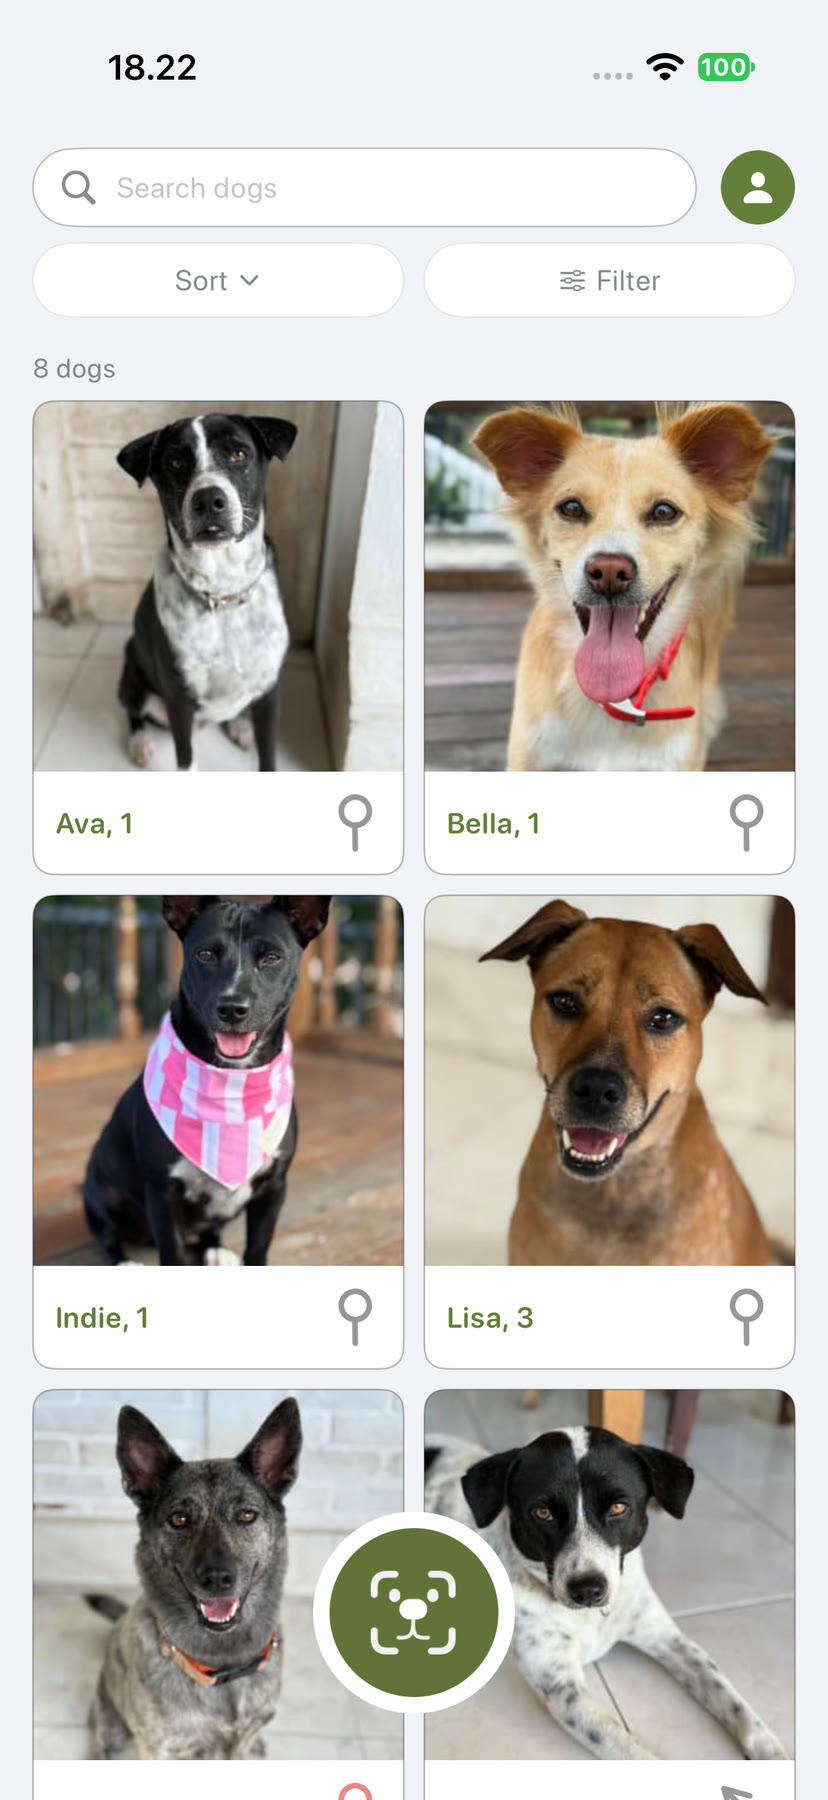 18.22
100
Search dogs
Sort
Filter
8 dogs
Ava, 1
Bella, 1
Indie, 1
Lisa, 3